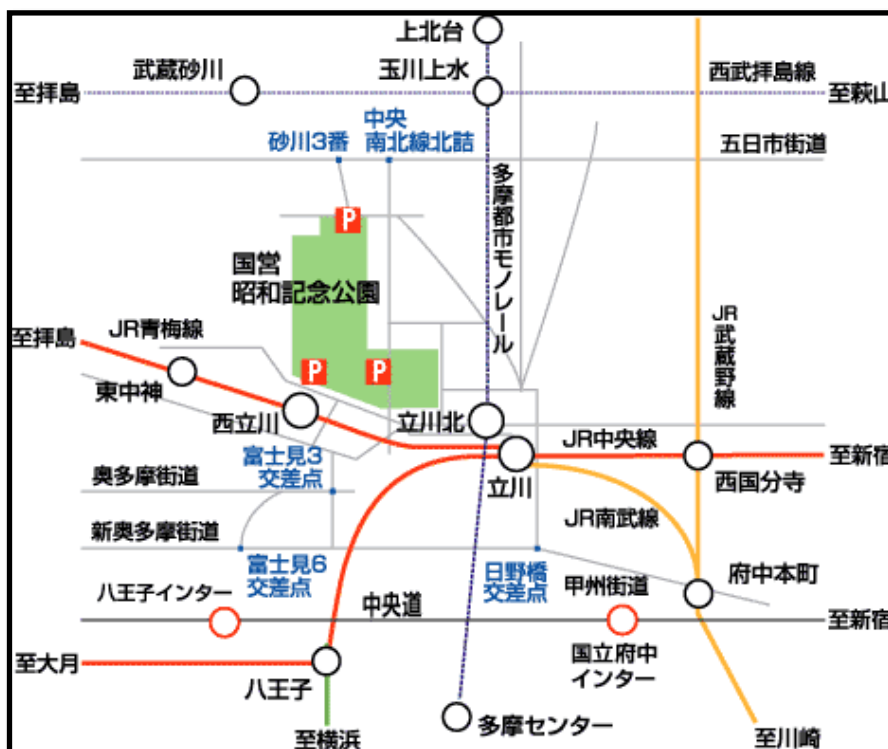 上北台
武蔵砂川
玉川上水
西武拝島線
至拝島
至萩山
中央
南北線北詰
砂川3番
五日市街道
多摩都市モノレール
P
国営
昭和記念公園
JR武蔵野線
JR青梅線
至拝島
P
P
東中神
西立川
立川北
JR中央線
至新宿
富士見3
交差点
立川
西国分寺
奥多摩街道
JR南武線
新奥多摩街道
富士見6
交差点
日野橋
交差点
甲州街道
府中本町
八王子インター
中央道
至新宿
国立府中
インター
至大月
八王子
多摩センター
至横浜
至川崎